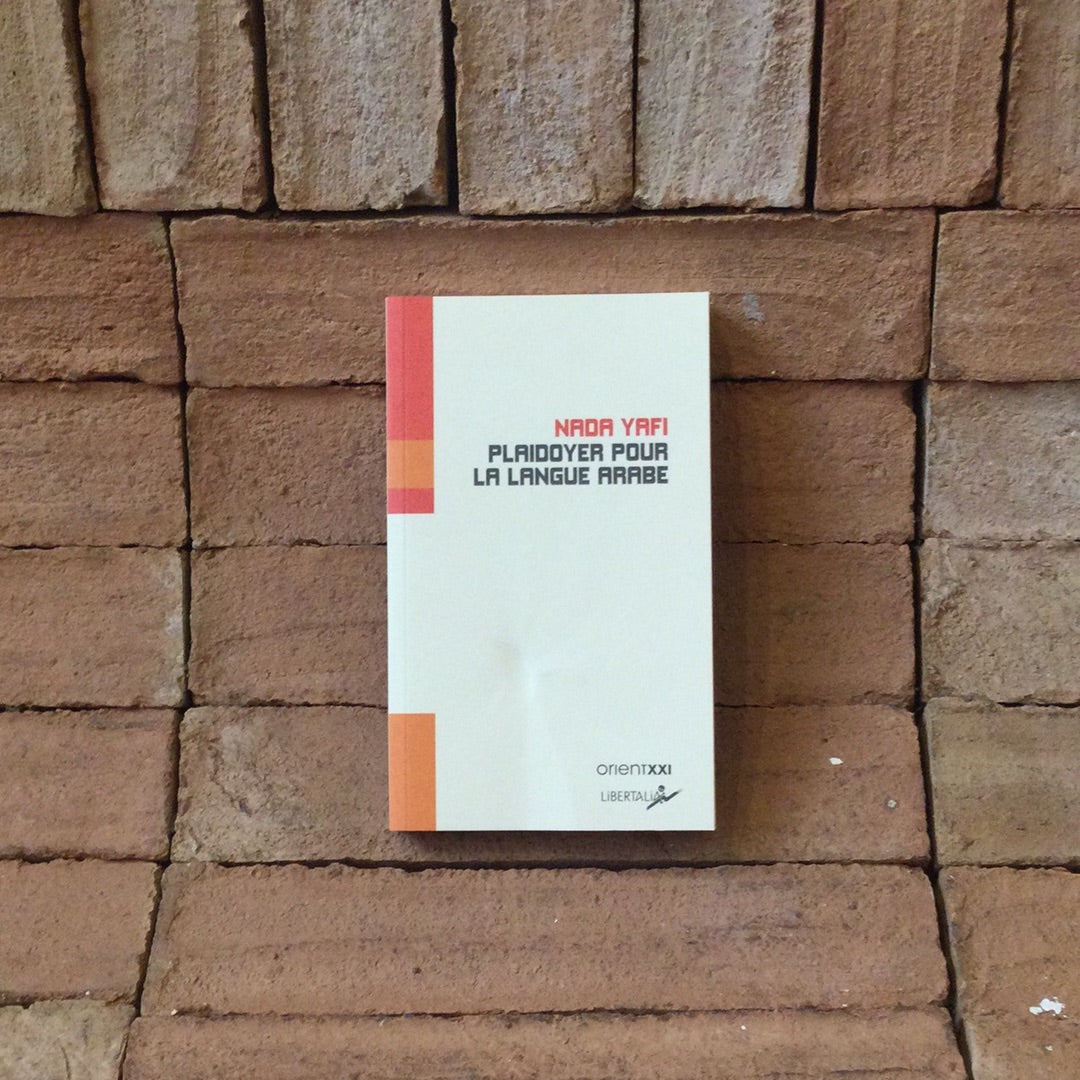 NADA YAFI
PLAIDOYER POUR
LA LANGUE ARABE
orientXXI
LiBERTALiA